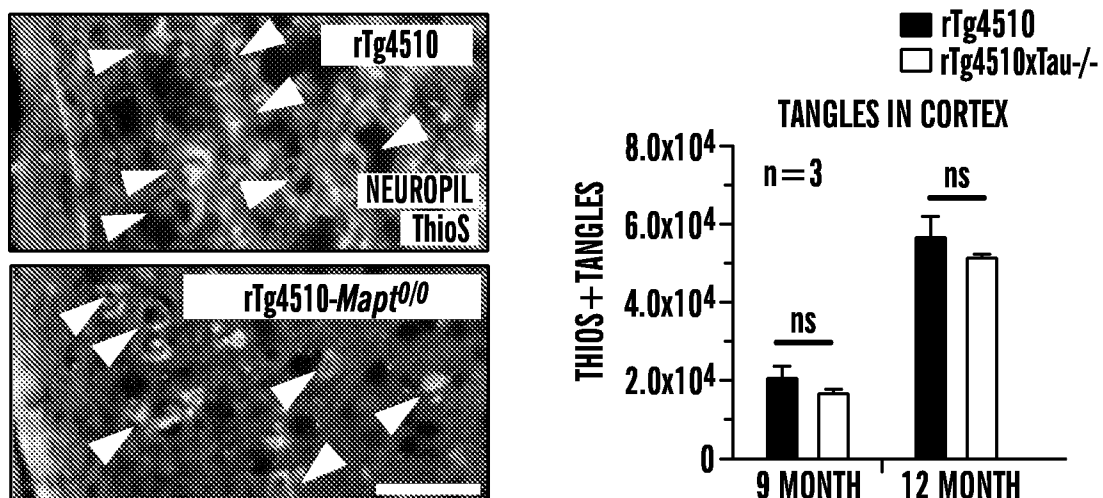 rTg4510
NEUROPIL
ThioS
rTg4510-Mapt0/0
rTg4510
rTg4510xTau-/-
TANGLES IN CORTEX
THIOS+TANGLES
8.0x10⁴
6.0x10⁴
4.0x10⁴
2.0x10⁴
0
n=3
ns
ns
9 MONTH
12 MONTH